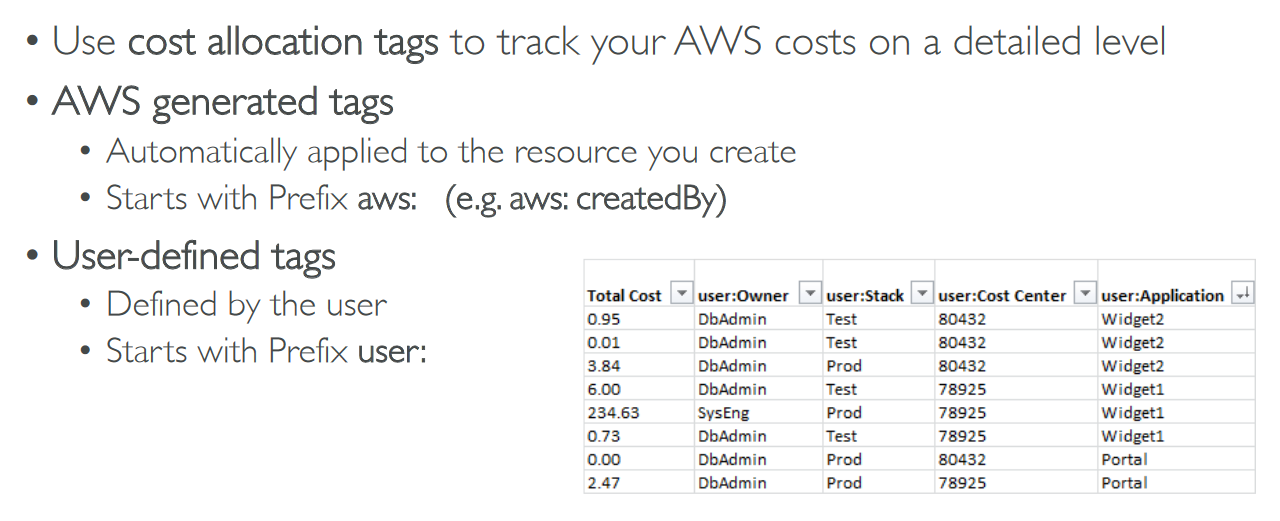 • Use cost allocation tags to track your AWS costs on a detailed level
• AWS generated tags
• Automatically applied to the resource you create
• Starts with Prefix aws: (e.g. aws: createdBy)
• User-defined tags
• Defined by the user
• Starts with Prefix user:
Total Cost user:Owner user:Stack user:Cost Center user:Application
0.95 DbAdmin Test 80432 Widget2
0.01 DbAdmin Test 80432 Widget2
3.84 DbAdmin Prod 80432 Widget2
6.00 DbAdmin Test 78925 Widget1
234.63 SysEng Prod 78925 Widget1
0.73 DbAdmin Test 78925 Widget1
0.00 DbAdmin Prod 80432 Portal
2.47 DbAdmin Prod 78925 Portal